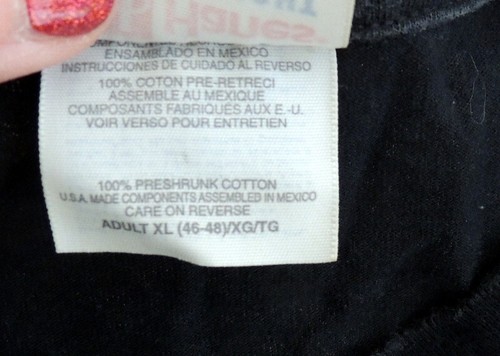 Hanes
ENSAMBLADO EN MEXICO
INSTRUCCIONES DE CUIDADO AL REVERSO
100% COTON PRE-RETRECI
ASSEMBLE AU MEXIQUE
COMPOSANTS FABRIQUÉS AUX E.-U.
VOIR VERSO POUR ENTRETIEN
100% PRESHRUNK COTTON
U.S.A. MADE COMPONENTS ASSEMBLED IN MEXICO
CARE ON REVERSE
ADULT XL (46-48)/XG/TG